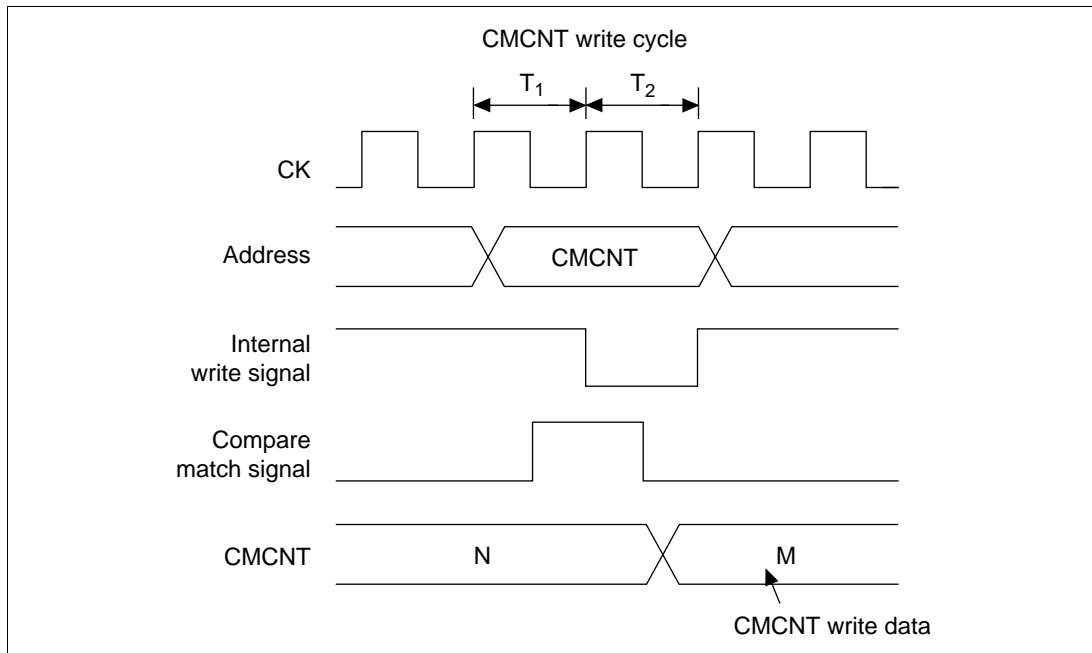 CMCNT write cycle
T1 T2
CK
Address
CMCNT
Internal
write signal
Compare
match signal
CMCNT
N
M
CMCNT write data